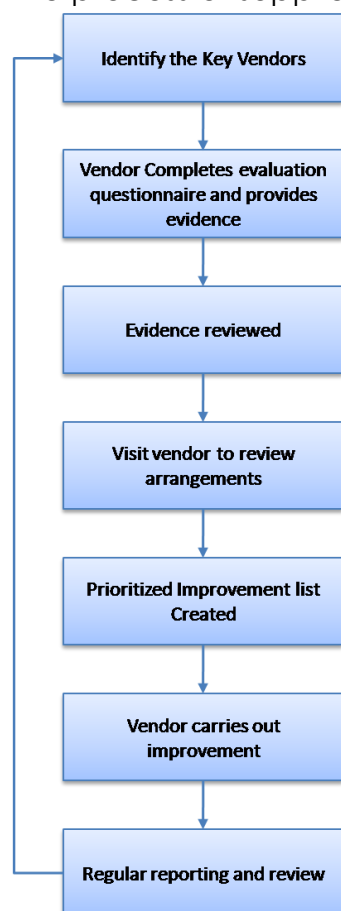 Identify the Key Vendors
Vendor Completes evaluation
questionnaire and provides
evidence
Evidence reviewed
Visit vendor to review
arrangements
Prioritized Improvement list
Created
Vendor carries out
improvement
Regular reporting and review